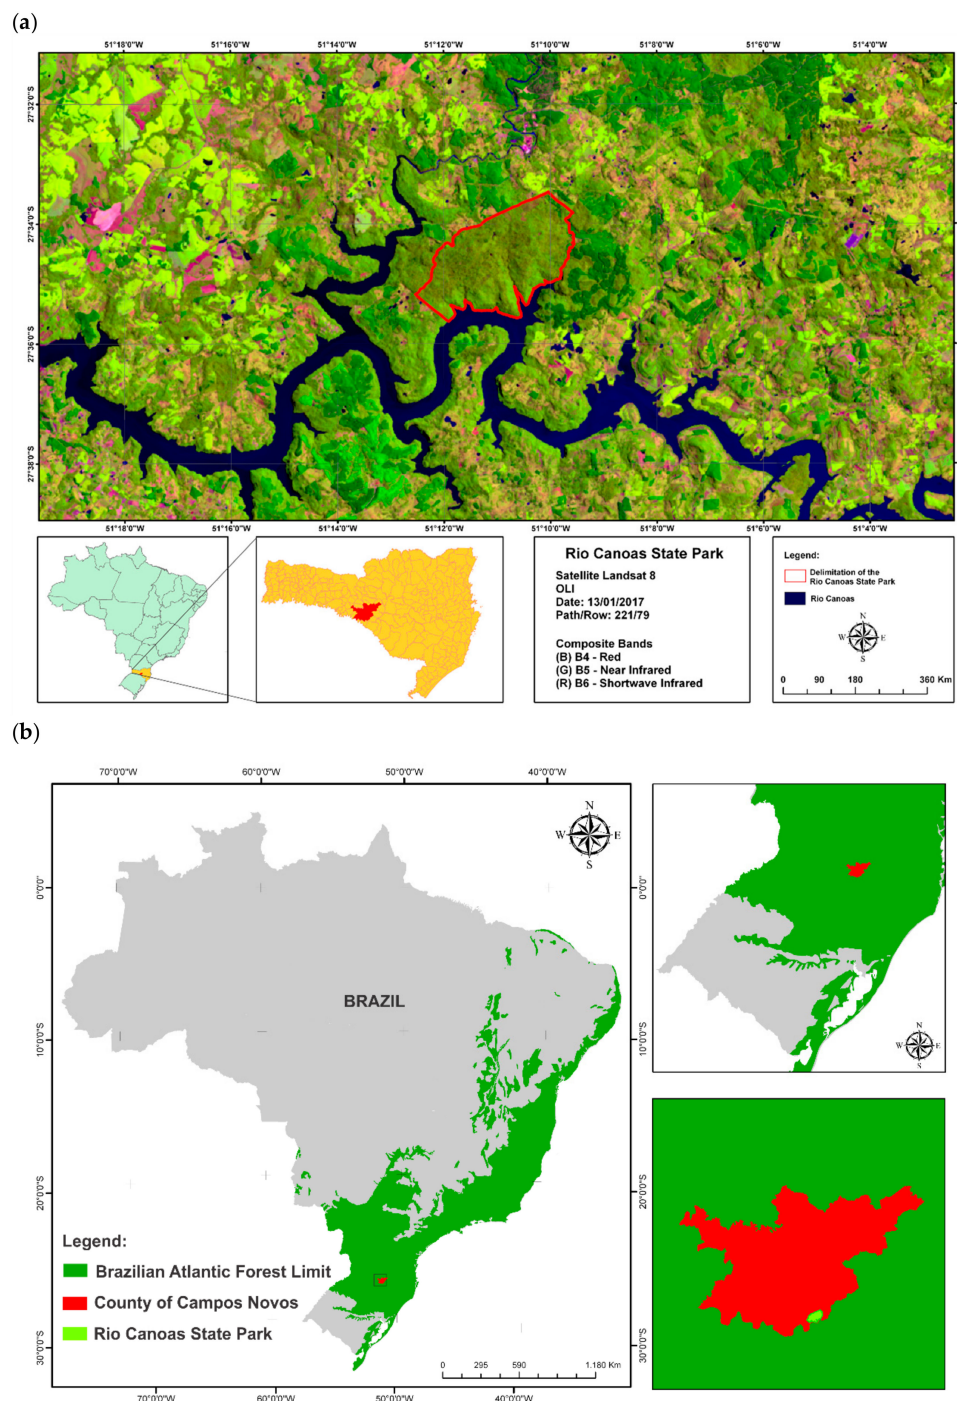 (a)
51°18'0"W 51°16'0"W 51°14'0"W 51°12'0"W 51°10'0"W 51°8'0"W 51°6'0"W 51°4'0"W
27°32'0"S
27°34'0"S
27°36'0"S
27°38'0"S
51°18'0"W 51°16'0"W 51°14'0"W 51°12'0"W 51°10'0"W 51°8'0"W 51°6'0"W 51°4'0"W
Rio Canoas State Park
Satellite Landsat 8
OLI
Date: 13/01/2017
Path/Row: 221/79
Composite Bands
(B) B4 - Red
(G) B5 - Near Infrared
(R) B6 - Shortwave Infrared
Legend:
Delimitation of the
Rio Canoas State Park
Rio Canoas
N
W E
S
0 90 180 360 Km
(b)
70°0'0"W 60°0'0"W 50°0'0"W 40°0'0"W
N
W E
S
0°0'0"
10°0'0"S
20°0'0"S
30°0'0"S
BRAZIL
0°0'0"
10°0'0"S
20°0'0"S
30°0'0"S
Legend:
Brazilian Atlantic Forest Limit
County of Campos Novos
Rio Canoas State Park
0 295 590 1.180 Km
70°0'0"W 60°0'0"W 50°0'0"W 40°0'0"W
N
W E
S